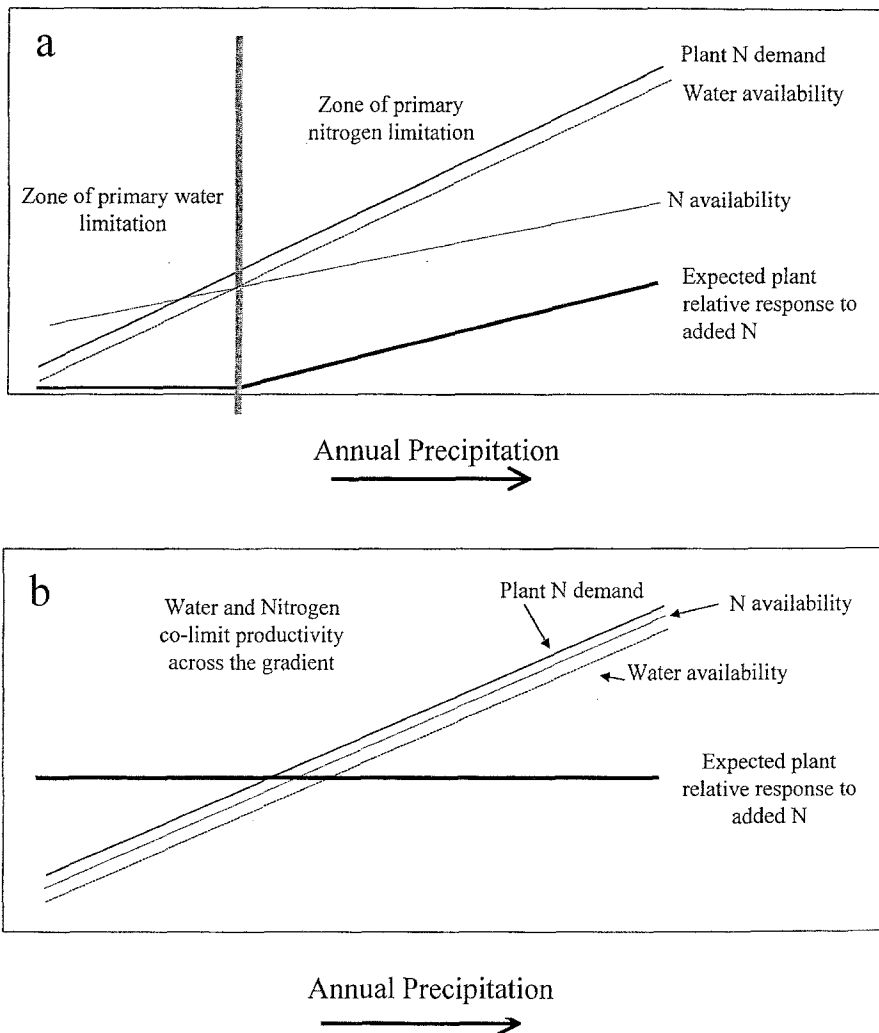 a
Plant N demand
Water availability
Zone of primary
nitrogen limitation
Zone of primary water
limitation
N availability
Expected plant
relative response to
added N
Annual Precipitation
b
Water and Nitrogen
co-limit productivity
across the gradient
Plant N demand
N availability
Water availability
Expected plant
relative response to
added N
Annual Precipitation